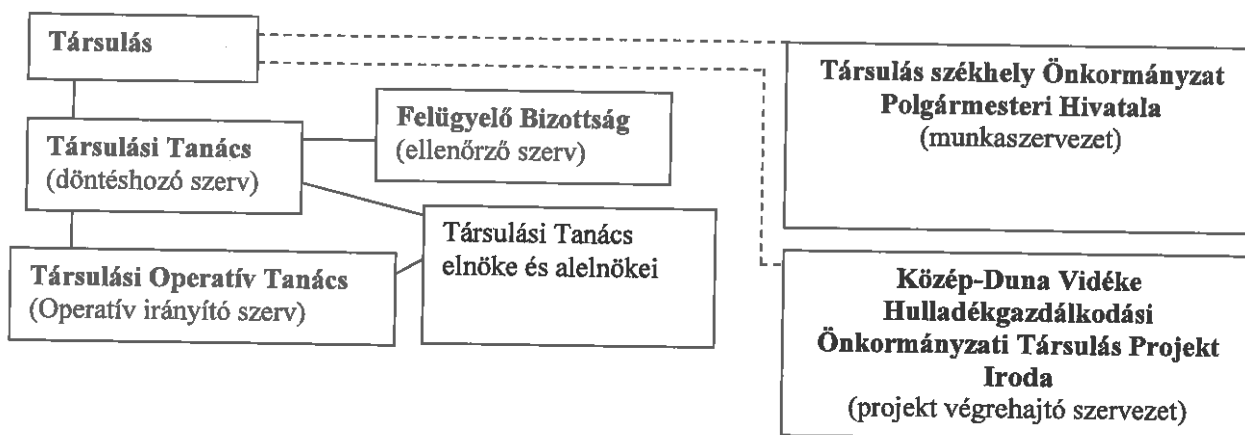 Társulás
Társulás székhely Önkormányzat
Polgármesteri Hivatala
(munkaszervezet)
Felügyelő Bizottság
(ellenőrző szerv)
Társulási Tanács
(döntéshozó szerv)
Társulási Tanács
elnöke és alelnökei
Társulási Operatív Tanács
(Operatív irányító szerv)
Közép-Duna Vidéke
Hulladékgazdálkodási
Önkormányzati Társulás Projekt
Iroda
(projekt végrehajtó szervezet)